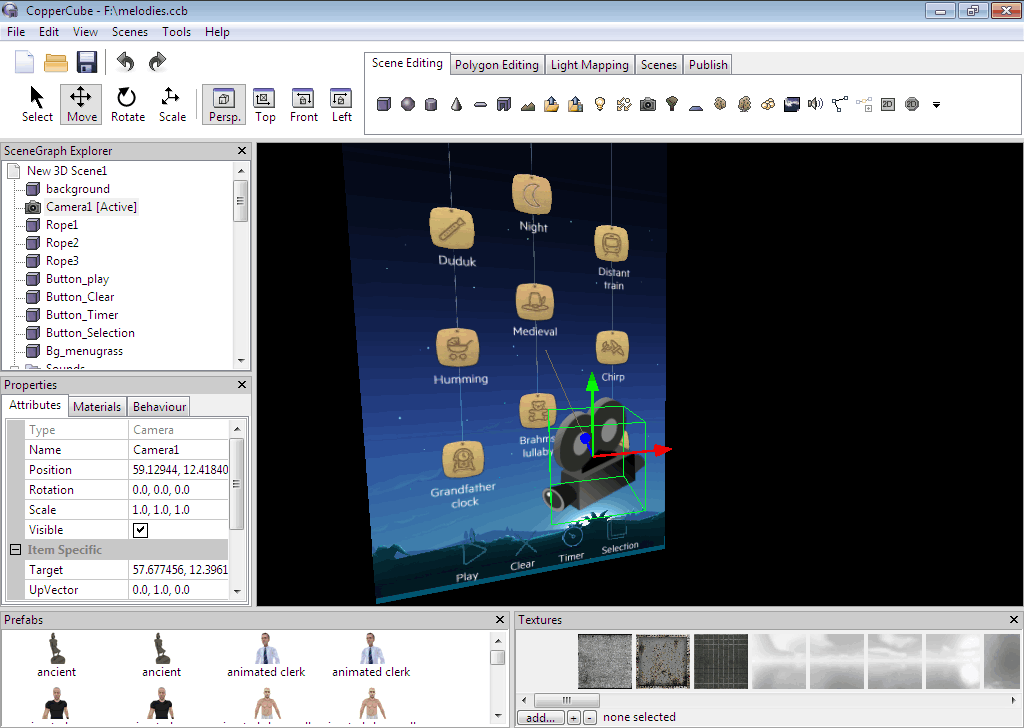 CopperCube - F:\melodies.ccb
File Edit View Scenes Tools Help
Scene Editing Polygon Editing Light Mapping Scenes Publish
Select Move Rotate Scale Persp. Top Front Left
2D 2D
SceneGraph Explorer
New 3D Scene1
background
Camera1 [Active]
Rope1
Rope2
Rope3
Button_play
Button_Clear
Button_Timer
Button_Selection
Bg_menugrass
Sounds
Properties
Attributes Materials Behaviour
Type Camera
Name Camera1
Position 59.12944, 12.41840
Rotation 0.0, 0.0, 0.0
Scale 1.0, 1.0, 1.0
Visible
Item Specific
Target 57.677456, 12.3961
UpVector 0.0, 1.0, 0.0
Night
Duduk
Distant
train
Medieval
Humming
Chirp
Brahms
lullaby
Grandfather
clock
Play
Clear
Timer
Selection
Prefabs
ancient ancient animated clerk animated clerk
Textures
add... + - none selected